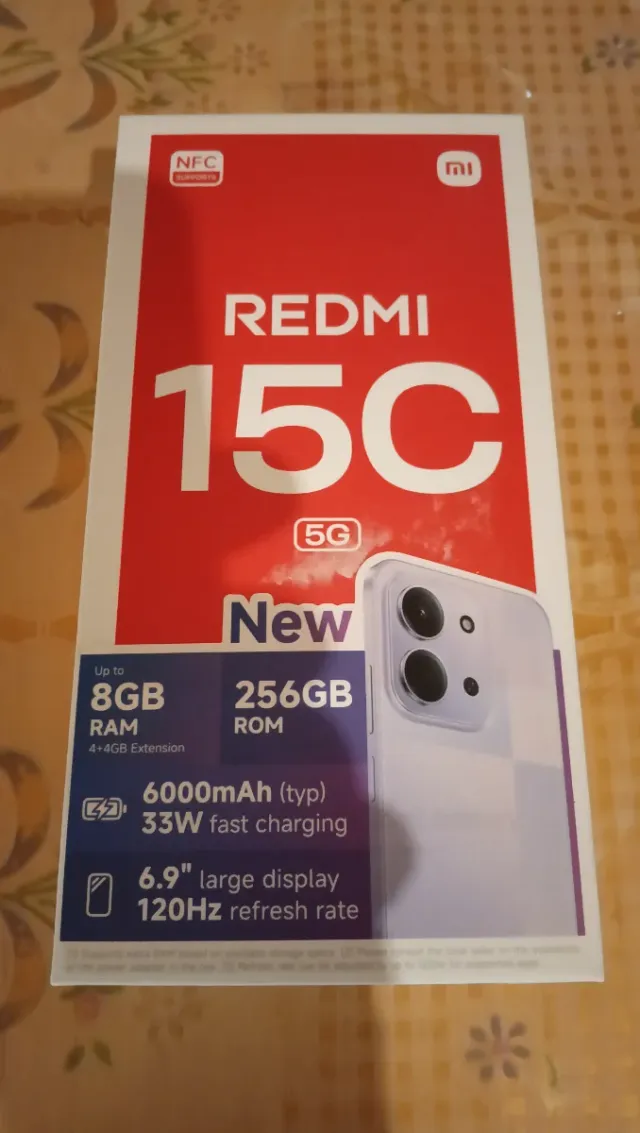 NFC
SUPPORTS
mi
REDMI
15C
5G
New
Up to
8GB
RAM
4+4GB Extension
256GB
ROM
6000mAh (typ)
33W fast charging
6.9" large display
120Hz refresh rate